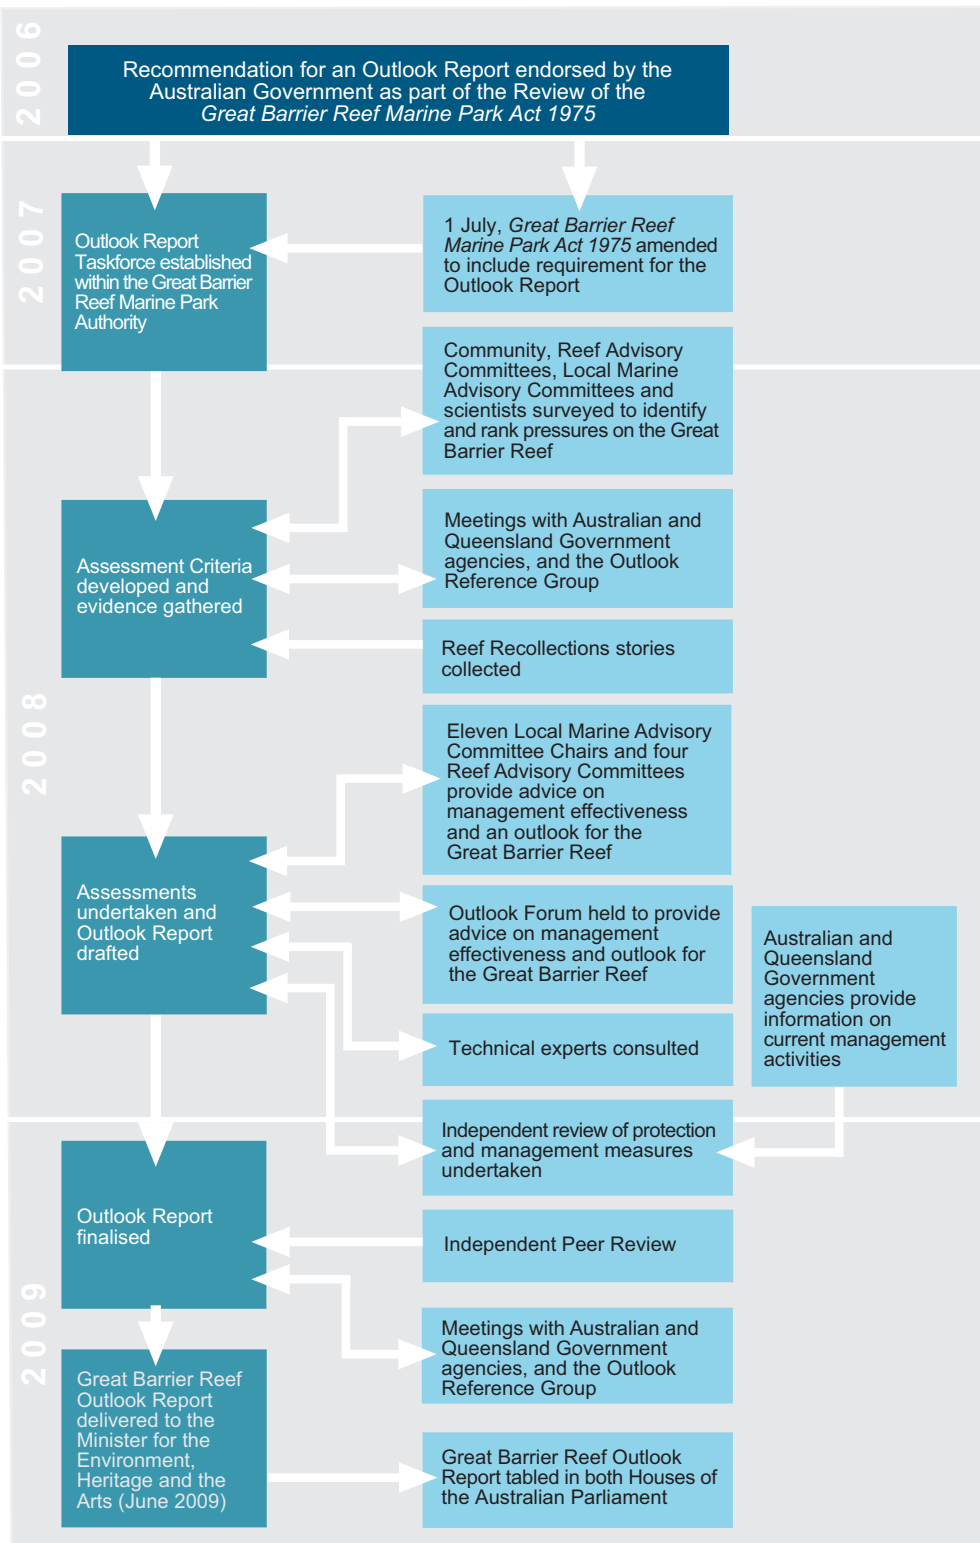 2006
Recommendation for an Outlook Report endorsed by the
Australian Government as part of the Review of the
Great Barrier Reef Marine Park Act 1975
2007
Outlook Report
Taskforce established
within the Great Barrier
Reef Marine Park
Authority
1 July, Great Barrier Reef
Marine Park Act 1975 amended
to include requirement for the
Outlook Report
2008
Community, Reef Advisory
Committees, Local Marine
Advisory Committees and
scientists surveyed to identify
and rank pressures on the Great
Barrier Reef
Assessment Criteria
developed and
evidence gathered
Meetings with Australian and
Queensland Government
agencies, and the Outlook
Reference Group
Reef Recollections stories
collected
Eleven Local Marine Advisory
Committee Chairs and four
Reef Advisory Committees
provide advice on
management effectiveness
and an outlook for the
Great Barrier Reef
Assessments
undertaken and
Outlook Report
drafted
Outlook Forum held to provide
advice on management
effectiveness and outlook for
the Great Barrier Reef
Australian and
Queensland
Government
agencies provide
information on
current management
activities
Technical experts consulted
Independent review of protection
and management measures
undertaken
2009
Outlook Report
finalised
Independent Peer Review
Meetings with Australian and
Queensland Government
agencies, and the Outlook
Reference Group
Great Barrier Reef
Outlook Report
delivered to the
Minister for the
Environment,
Heritage and the
Arts (June 2009)
Great Barrier Reef Outlook
Report tabled in both Houses of
the Australian Parliament